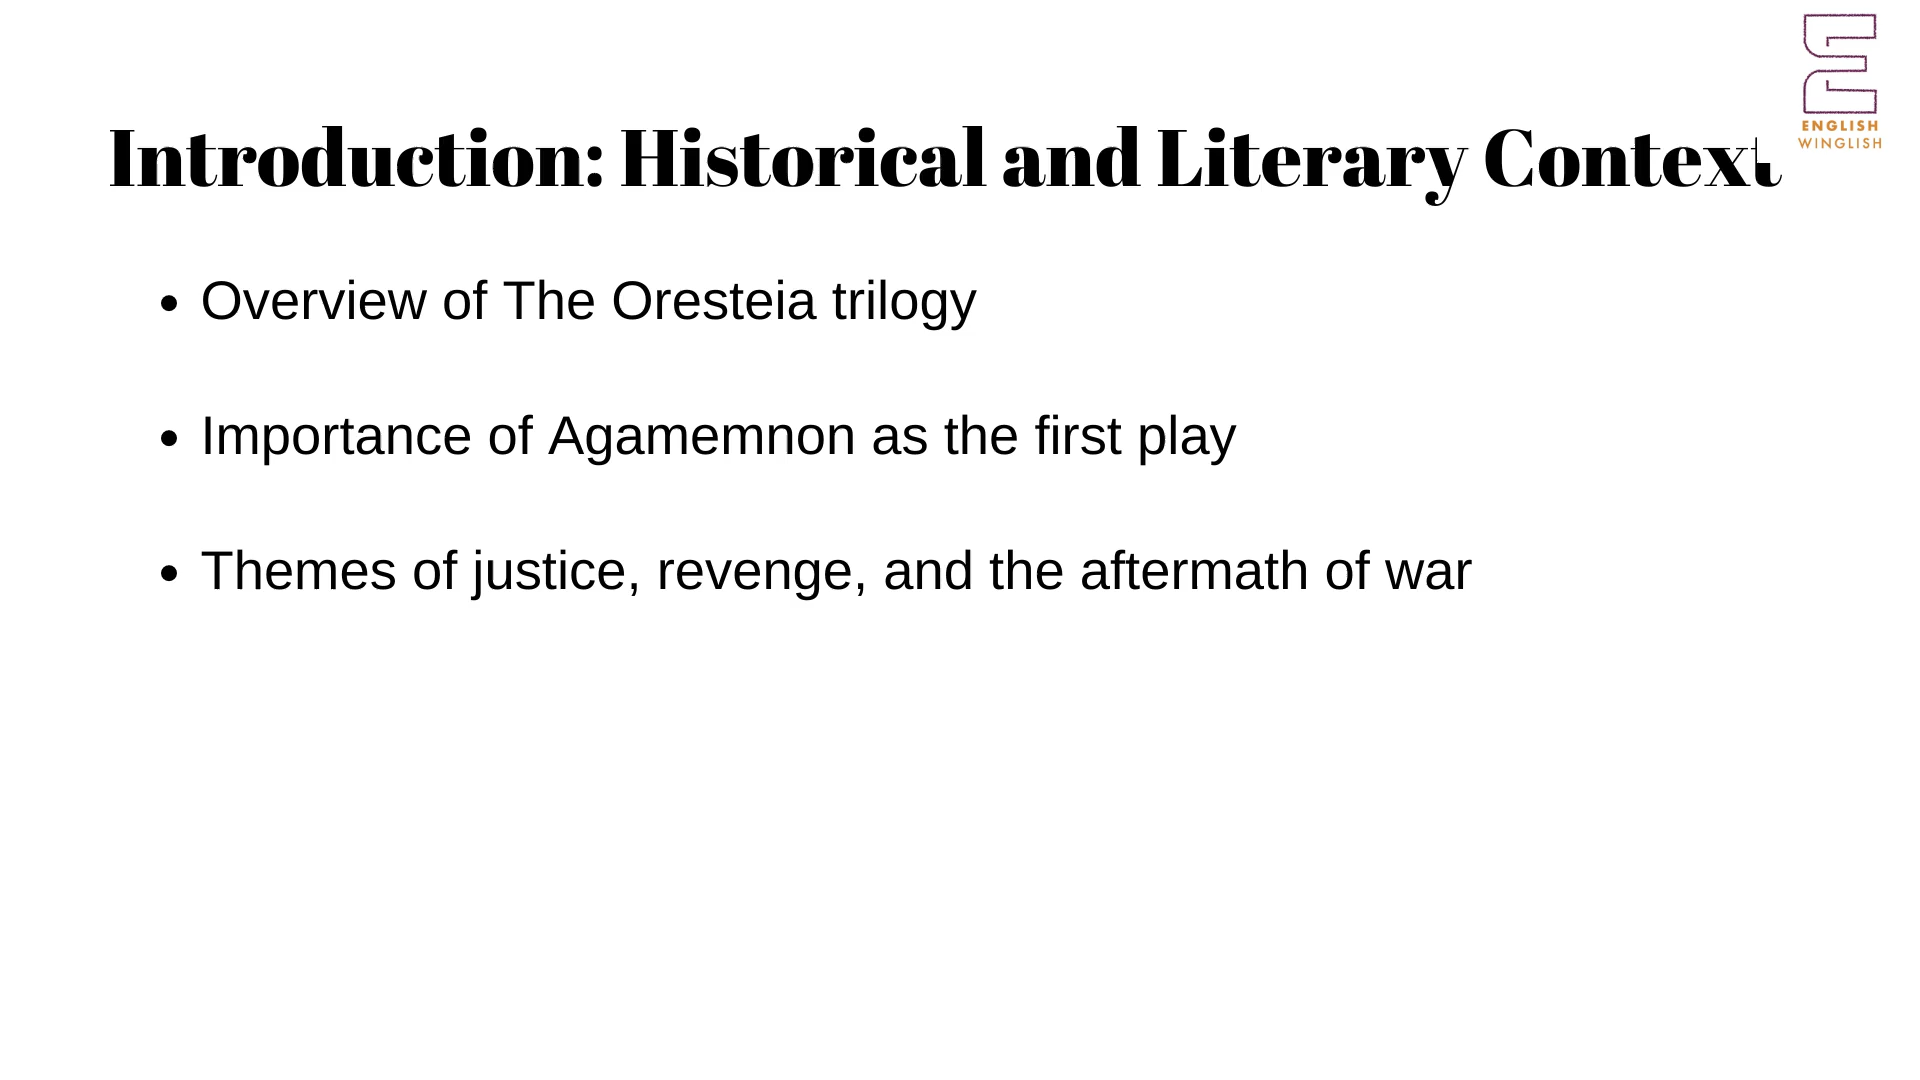 ENGLISH
WINGLISH
Introduction: Historical and Literary Context
• Overview of The Oresteia trilogy
• Importance of Agamemnon as the first play
• Themes of justice, revenge, and the aftermath of war